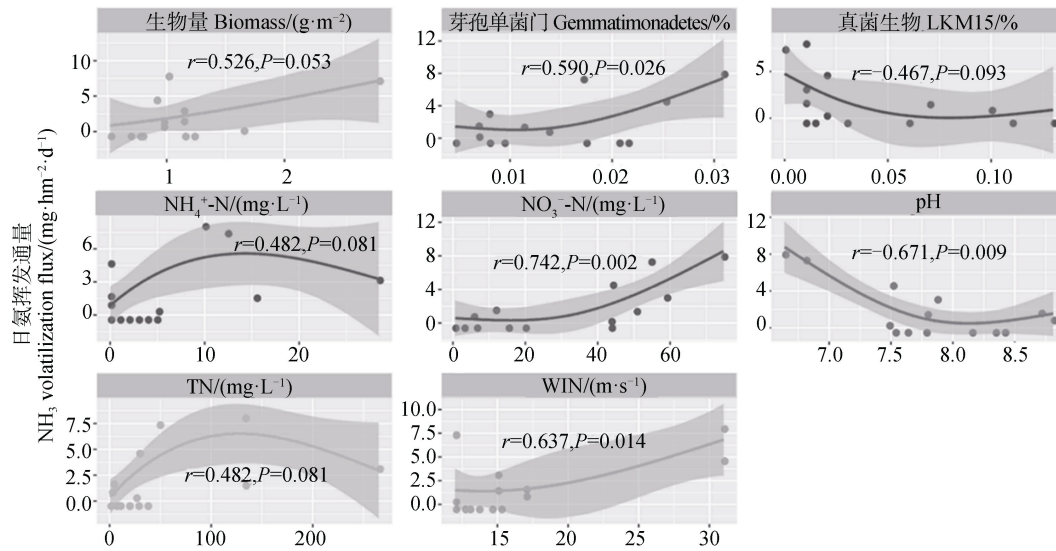 日氨挥发通量
NH₃ volatilization flux/(mg·hm⁻²·d⁻¹)
生物量 Biomass/(g·m⁻²)
r=0.526,P=0.053
10
5
0
1 2
芽孢单菌门 Gemmatimonadetes/%
r=0.590,P=0.026
12
8
4
0
0.01 0.02 0.03
真菌生物 LKM15/%
r=−0.467,P=0.093
5
0
0.00 0.05 0.10
NH₄⁺-N/(mg·L⁻¹)
r=0.482,P=0.081
6
3
0
0 10 20
NO₃⁻-N/(mg·L⁻¹)
r=0.742,P=0.002
12
8
4
0
0 20 40 60
pH
r=−0.671,P=0.009
12
8
4
0
7.0 7.5 8.0 8.5
TN/(mg·L⁻¹)
r=0.482,P=0.081
7.5
5.0
2.5
0.0
0 100 200
WIN/(m·s⁻¹)
r=0.637,P=0.014
10.0
7.5
5.0
2.5
0.0
15 20 25 30